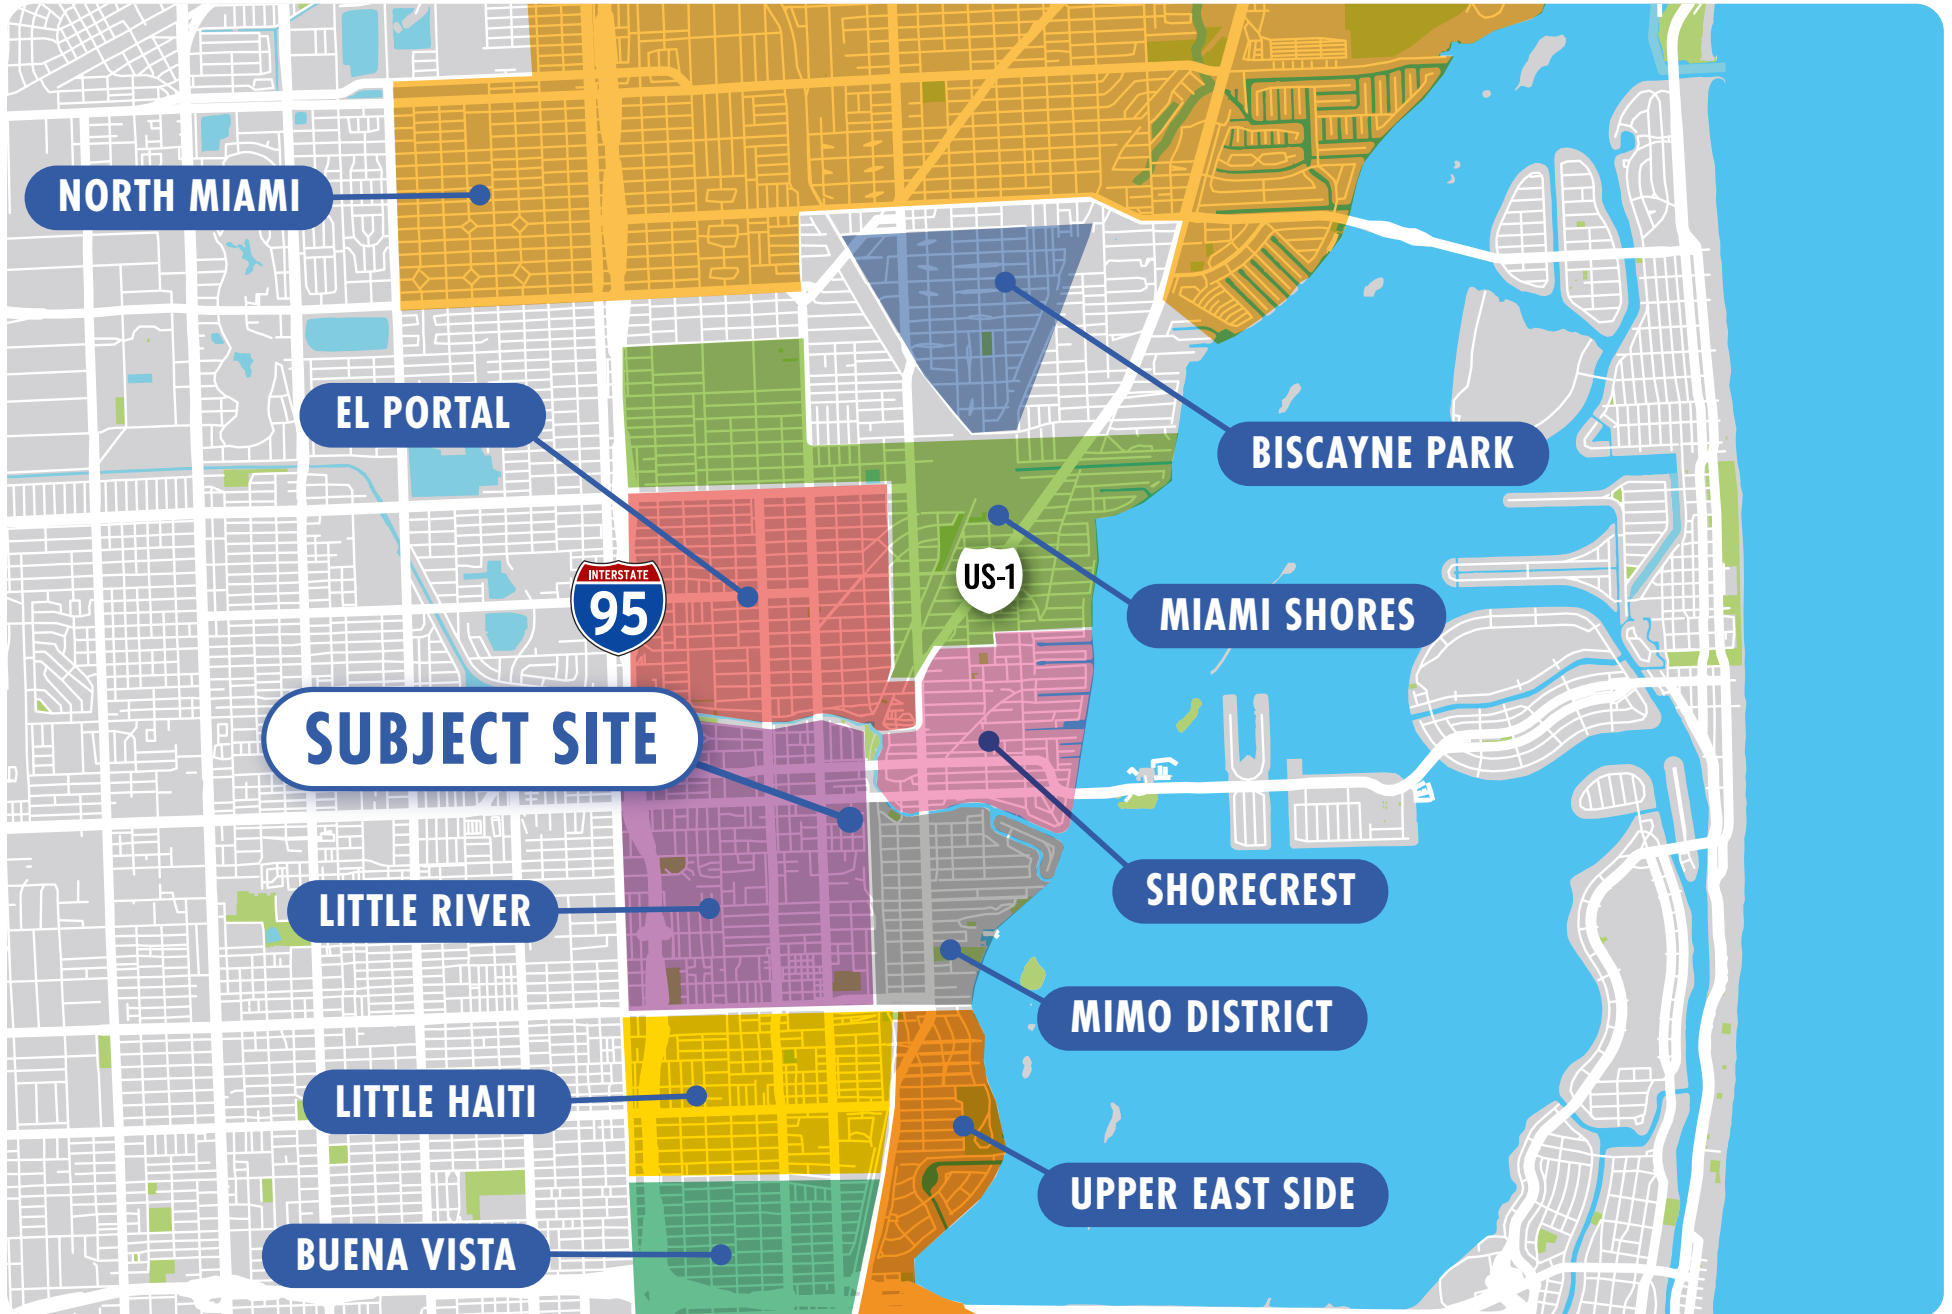 NORTH MIAMI
EL PORTAL
BISCAYNE PARK
INTERSTATE
95
US-1
MIAMI SHORES
SUBJECT SITE
SHORECREST
LITTLE RIVER
MIMO DISTRICT
LITTLE HAITI
UPPER EAST SIDE
BUENA VISTA